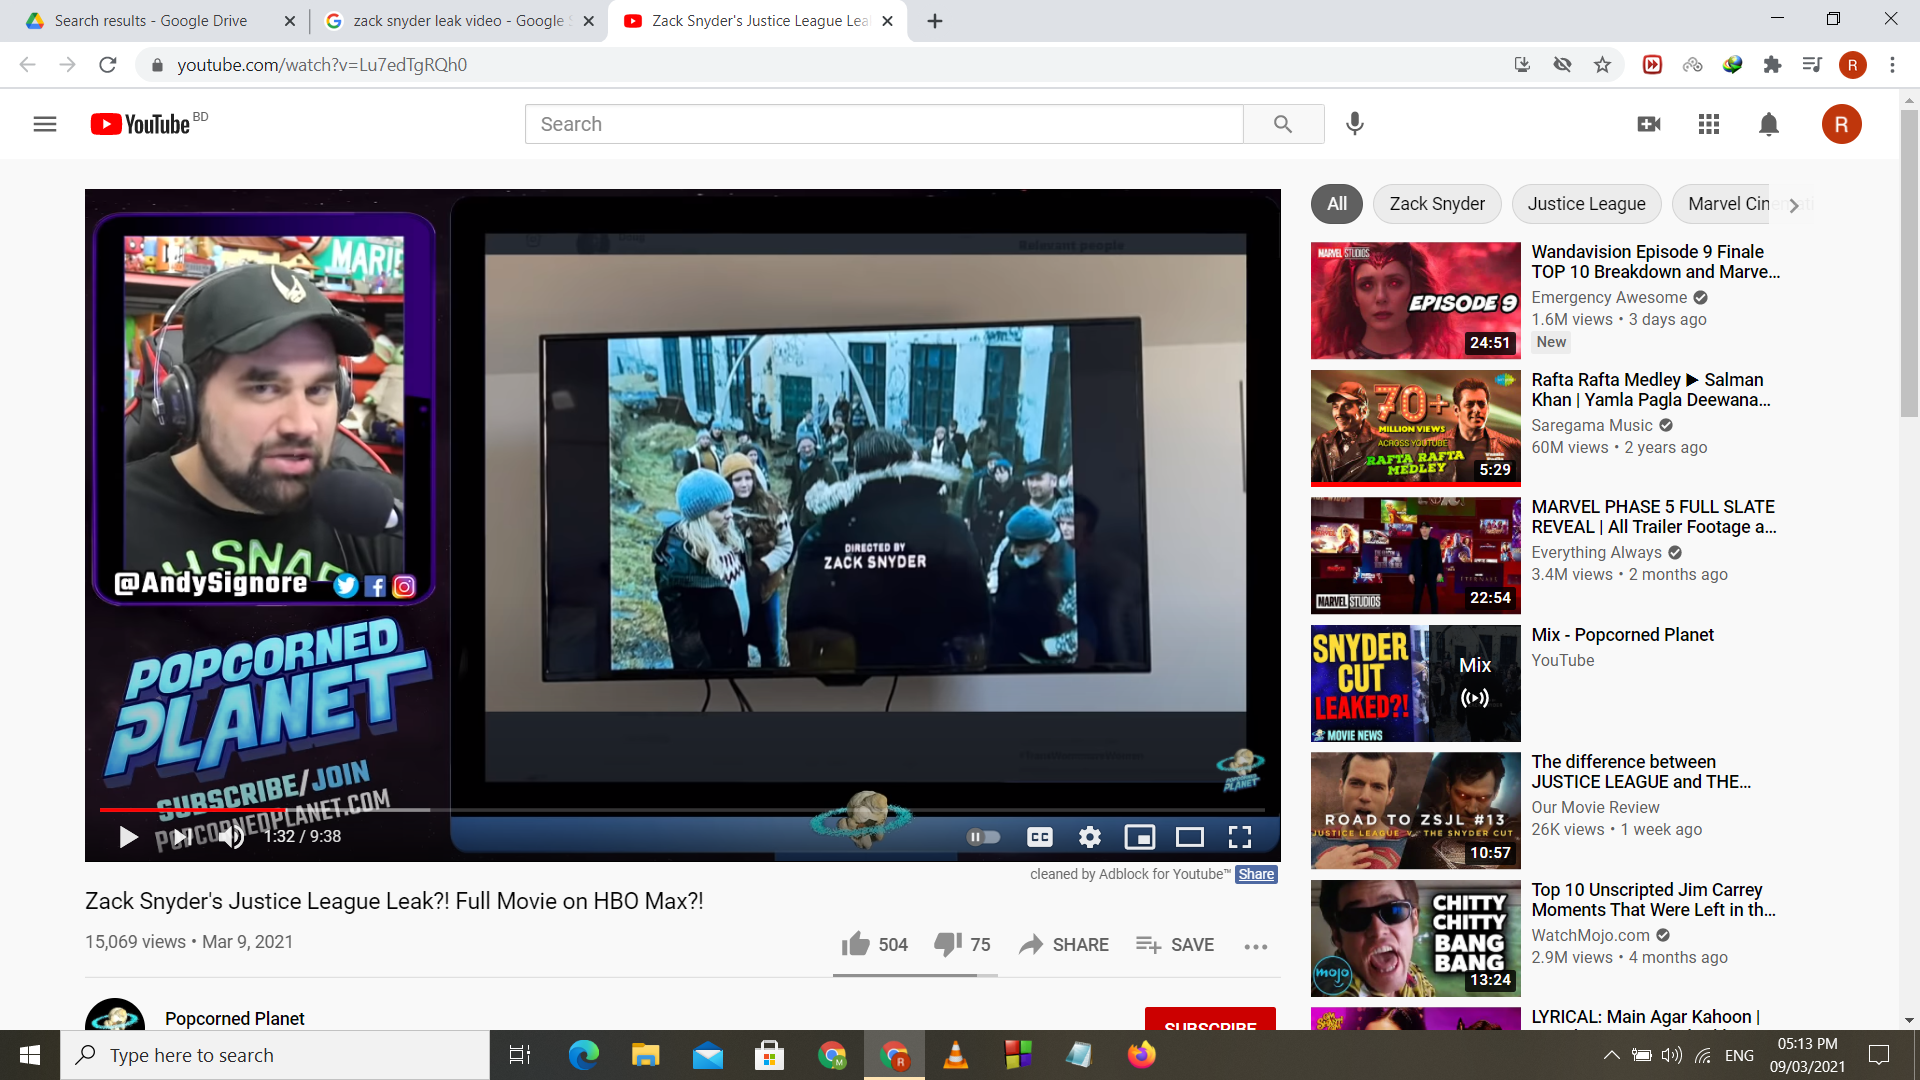 Search results - Google Drive
zack snyder leak video - Google S
Zack Snyder's Justice League Lea
youtube.com/watch?v=Lu7edTgRQh0
R
YouTube BD
Search
R
MARIE
@AndySignore
POPCORNED
PLANET
SUBSCRIBE/JOIN
POPCORNEDPLANET.COM
Relevant people
DIRECTED BY
ZACK SNYDER
POPCORNED
PLANET
1:32 / 9:38
CC
cleaned by Adblock for Youtube™ Share
Zack Snyder's Justice League Leak?! Full Movie on HBO Max?!
15,069 views • Mar 9, 2021
504
75
SHARE
SAVE
Popcorned Planet
SUBSCRIBE
All
Zack Snyder
Justice League
Marvel Cin
MARVEL STUDIOS
EPISODE 9
24:51
Wandavision Episode 9 Finale
TOP 10 Breakdown and Marve...
Emergency Awesome
1.6M views • 3 days ago
New
70+
MILLION VIEWS
ACROSS YOUTUBE
RAFTA RAFTA
MEDLEY
5:29
Rafta Rafta Medley ▶ Salman
Khan | Yamla Pagla Deewana...
Saregama Music
60M views • 2 years ago
MARVEL STUDIOS
22:54
MARVEL PHASE 5 FULL SLATE
REVEAL | All Trailer Footage a...
Everything Always
3.4M views • 2 months ago
SNYDER
CUT
LEAKED?!
MOVIE NEWS
Mix
Mix - Popcorned Planet
YouTube
ROAD TO ZSJL #13
JUSTICE LEAGUE V. THE SNYDER CUT
10:57
The difference between
JUSTICE LEAGUE and THE...
Our Movie Review
26K views • 1 week ago
CHITTY
CHITTY
BANG
BANG
mojo
13:24
Top 10 Unscripted Jim Carrey
Moments That Were Left in th...
WatchMojo.com
2.9M views • 4 months ago
LYRICAL: Main Agar Kahoon |
Type here to search
ENG
05:13 PM
09/03/2021